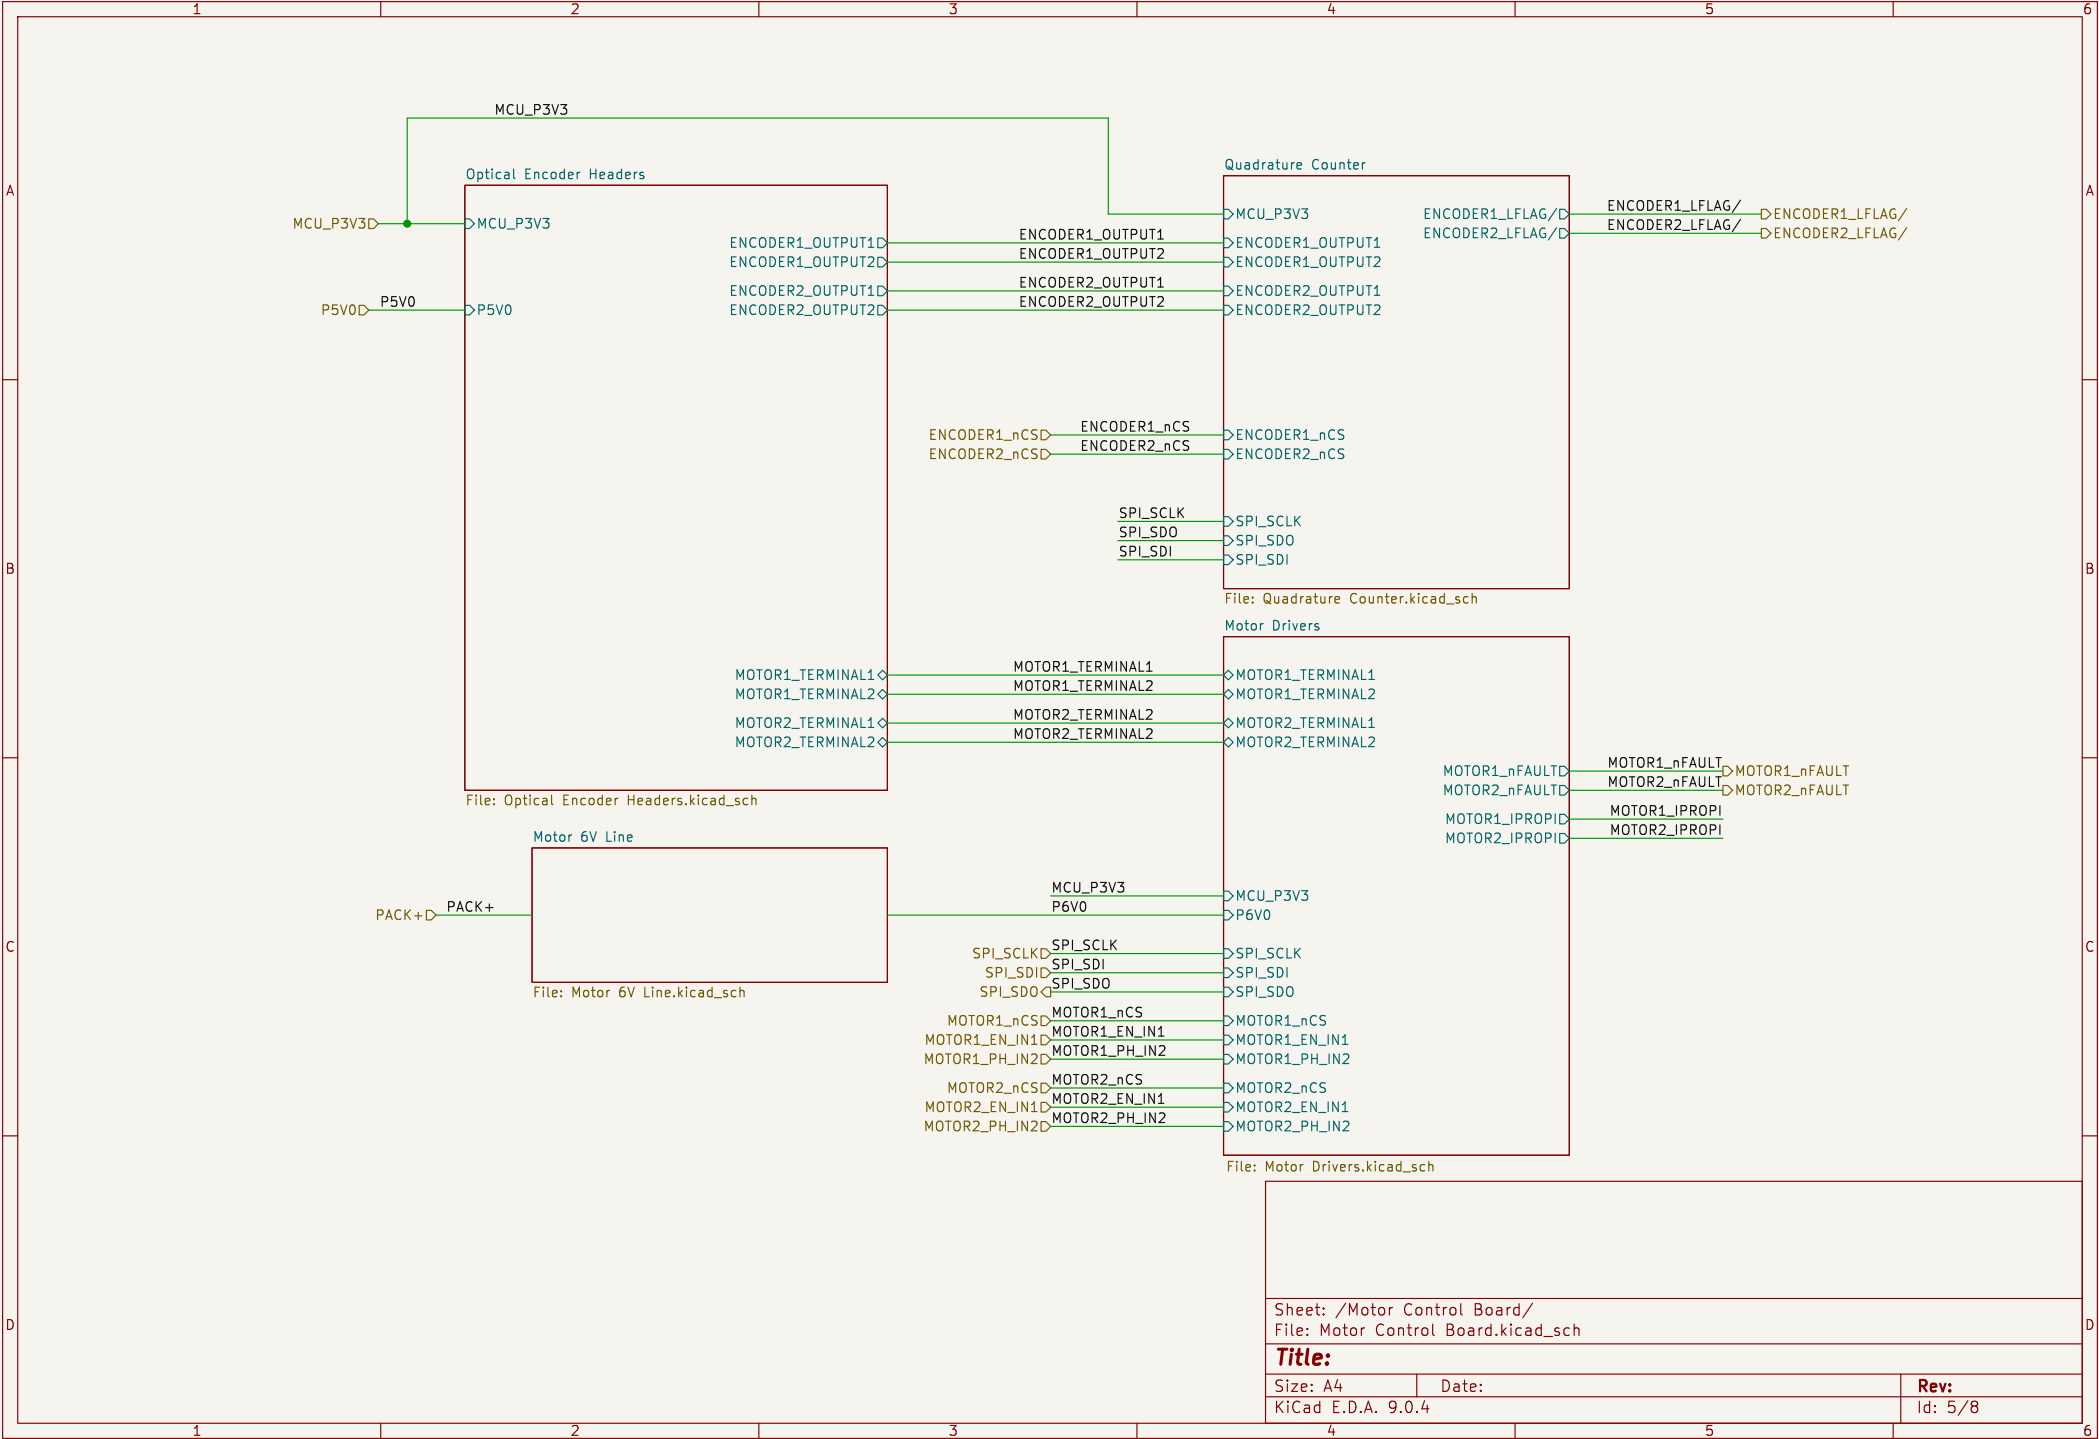 1 2 3 4 5 6
A
B
C
D
A
B
C
D
MCU_P3V3
Optical Encoder Headers
MCU_P3V3
MCU_P3V3
P5V0
P5V0
P5V0
ENCODER1_OUTPUT1
ENCODER1_OUTPUT2
ENCODER2_OUTPUT1
ENCODER2_OUTPUT2
MOTOR1_TERMINAL1
MOTOR1_TERMINAL2
MOTOR2_TERMINAL1
MOTOR2_TERMINAL2
File: Optical Encoder Headers.kicad_sch
ENCODER1_OUTPUT1
ENCODER1_OUTPUT2
ENCODER2_OUTPUT1
ENCODER2_OUTPUT2
Quadrature Counter
MCU_P3V3
ENCODER1_OUTPUT1
ENCODER1_OUTPUT2
ENCODER2_OUTPUT1
ENCODER2_OUTPUT2
ENCODER1_LFLAG/
ENCODER2_LFLAG/
ENCODER1_LFLAG/
ENCODER2_LFLAG/
ENCODER1_LFLAG/
ENCODER2_LFLAG/
ENCODER1_nCS
ENCODER2_nCS
ENCODER1_nCS
ENCODER2_nCS
ENCODER1_nCS
ENCODER2_nCS
SPI_SCLK
SPI_SDO
SPI_SDI
SPI_SCLK
SPI_SDO
SPI_SDI
File: Quadrature Counter.kicad_sch
Motor Drivers
MOTOR1_TERMINAL1
MOTOR1_TERMINAL2
MOTOR2_TERMINAL2
MOTOR2_TERMINAL2
MOTOR1_TERMINAL1
MOTOR1_TERMINAL2
MOTOR2_TERMINAL1
MOTOR2_TERMINAL2
MOTOR1_nFAULT
MOTOR2_nFAULT
MOTOR1_IPROPI
MOTOR2_IPROPI
MOTOR1_nFAULT
MOTOR2_nFAULT
MOTOR1_IPROPI
MOTOR2_IPROPI
MOTOR1_nFAULT
MOTOR2_nFAULT
Motor 6V Line
PACK+
PACK+
File: Motor 6V Line.kicad_sch
MCU_P3V3
P6V0
MCU_P3V3
P6V0
SPI_SCLK
SPI_SDI
SPI_SDO
SPI_SCLK
SPI_SDI
SPI_SDO
SPI_SCLK
SPI_SDI
SPI_SDO
MOTOR1_nCS
MOTOR1_EN_IN1
MOTOR1_PH_IN2
MOTOR1_nCS
MOTOR1_EN_IN1
MOTOR1_PH_IN2
MOTOR1_nCS
MOTOR1_EN_IN1
MOTOR1_PH_IN2
MOTOR2_nCS
MOTOR2_EN_IN1
MOTOR2_PH_IN2
MOTOR2_nCS
MOTOR2_EN_IN1
MOTOR2_PH_IN2
MOTOR2_nCS
MOTOR2_EN_IN1
MOTOR2_PH_IN2
File: Motor Drivers.kicad_sch
Sheet: /Motor Control Board/
File: Motor Control Board.kicad_sch
Title:
Size: A4 Date: Rev:
KiCad E.D.A. 9.0.4 Id: 5/8
1 2 3 4 5 6